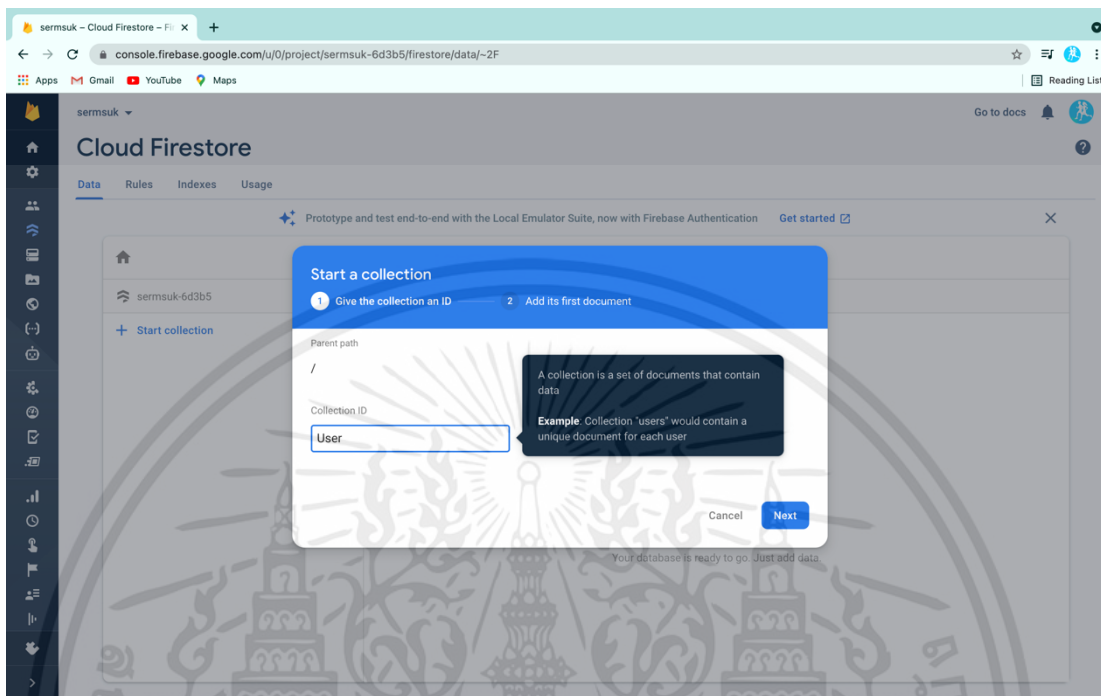 sermsuk – Cloud Firestore – Fi
console.firebase.google.com/u/0/project/sermsuk-6d3b5/firestore/data/~2F
Apps Gmail YouTube Maps Reading List
sermsuk Go to docs
Cloud Firestore
Data Rules Indexes Usage
Prototype and test end-to-end with the Local Emulator Suite, now with Firebase Authentication Get started
Start a collection
1 Give the collection an ID 2 Add its first document
sermsuk-6d3b5
+ Start collection
Parent path
/
A collection is a set of documents that contain
data
Collection ID
Example: Collection "users" would contain a
unique document for each user
User
Cancel Next
Your database is ready to go. Just add data.